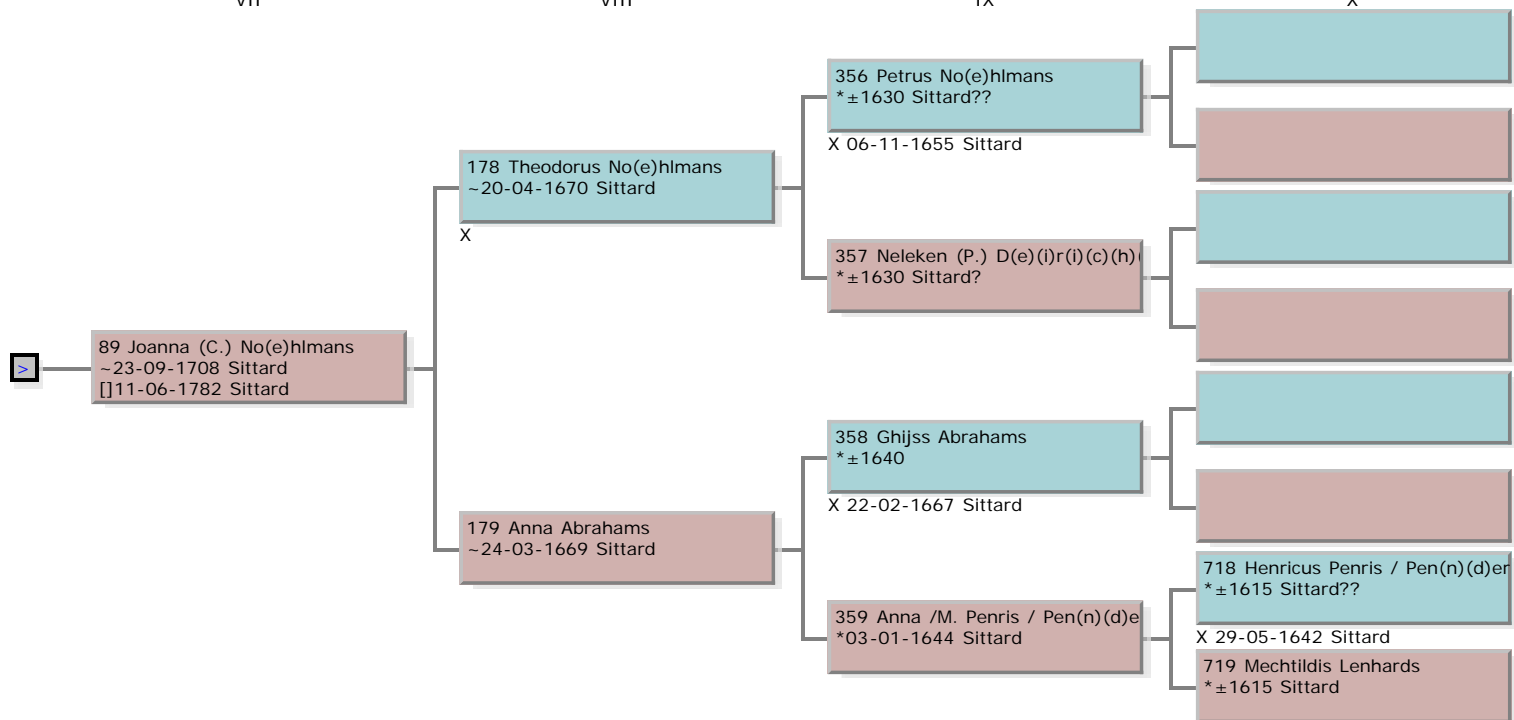 VII VIII IX X
356 Petrus No(e)hlmans
*±1630 Sittard??
X 06-11-1655 Sittard
178 Theodorus No(e)hlmans
~20-04-1670 Sittard
X
357 Neleken (P.) D(e)(i)r(i)(c)(h)(
*±1630 Sittard?
89 Joanna (C.) No(e)hlmans
~23-09-1708 Sittard
[]11-06-1782 Sittard
>
358 Ghijss Abrahams
*±1640
X 22-02-1667 Sittard
179 Anna Abrahams
~24-03-1669 Sittard
718 Henricus Penris / Pen(n)(d)er
*±1615 Sittard??
X 29-05-1642 Sittard
359 Anna /M. Penris / Pen(n)(d)e
*03-01-1644 Sittard
719 Mechtildis Lenhards
*±1615 Sittard